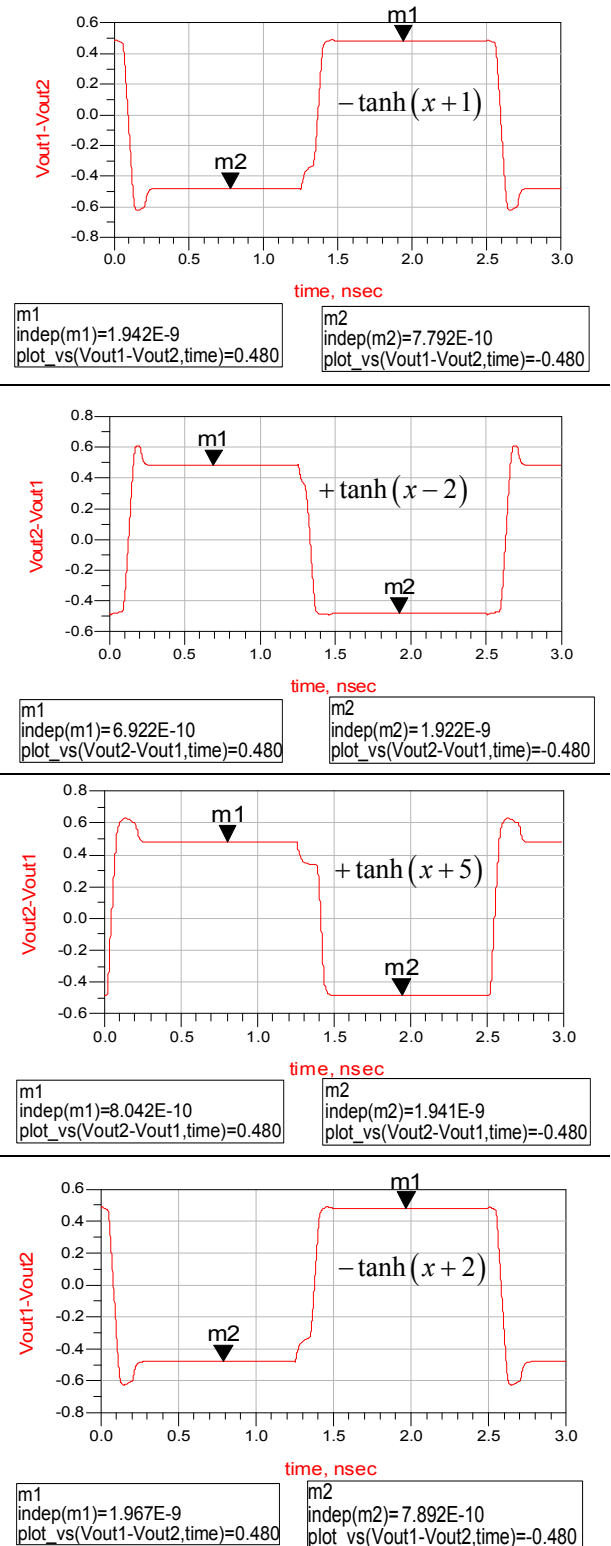 0.6
0.4
0.2
0.0
-0.2
-0.4
-0.6
-0.8
Vout1-Vout2
m1
−tanh(x+1)
m2
0.0 0.5 1.0 1.5 2.0 2.5 3.0
time, nsec
m1
indep(m1)=1.942E-9
plot_vs(Vout1-Vout2,time)=0.480
m2
indep(m2)=7.792E-10
plot_vs(Vout1-Vout2,time)=-0.480
0.8
0.6
0.4
0.2
0.0
-0.2
-0.4
-0.6
Vout2-Vout1
m1
+tanh(x−2)
m2
0.0 0.5 1.0 1.5 2.0 2.5 3.0
time, nsec
m1
indep(m1)=6.922E-10
plot_vs(Vout2-Vout1,time)=0.480
m2
indep(m2)=1.922E-9
plot_vs(Vout2-Vout1,time)=-0.480
0.8
0.6
0.4
0.2
0.0
-0.2
-0.4
-0.6
Vout2-Vout1
m1
+tanh(x+5)
m2
0.0 0.5 1.0 1.5 2.0 2.5 3.0
time, nsec
m1
indep(m1)=8.042E-10
plot_vs(Vout2-Vout1,time)=0.480
m2
indep(m2)=1.941E-9
plot_vs(Vout2-Vout1,time)=-0.480
0.6
0.4
0.2
0.0
-0.2
-0.4
-0.6
-0.8
Vout1-Vout2
m1
−tanh(x+2)
m2
0.0 0.5 1.0 1.5 2.0 2.5 3.0
time, nsec
m1
indep(m1)=1.967E-9
plot_vs(Vout1-Vout2,time)=0.480
m2
indep(m2)=7.892E-10
plot_vs(Vout1-Vout2,time)=-0.480